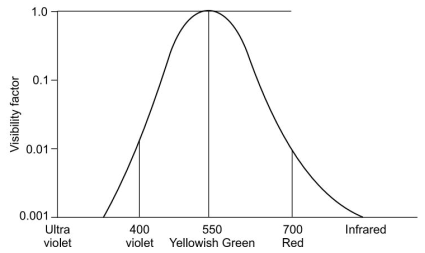 1.0
0.1
Visibility factor
0.01
0.001
Ultra violet
400 violet
550 Yellowish Green
700 Red
Infrared